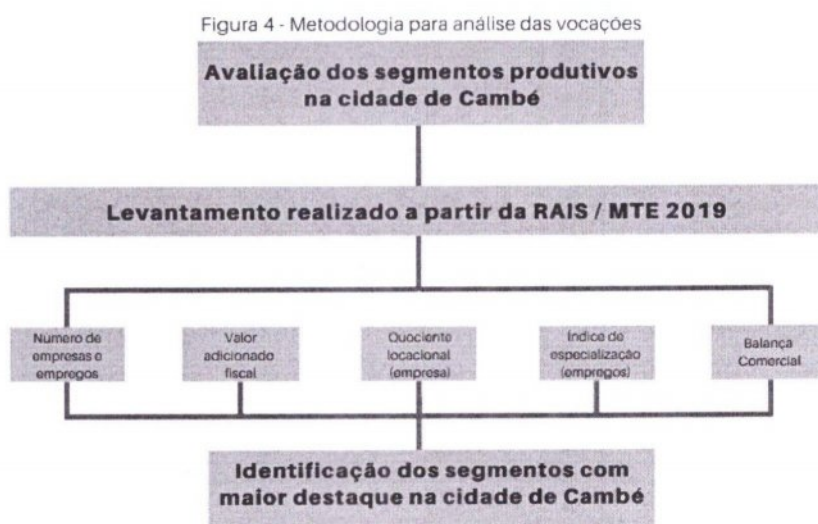 Figura 4 - Metodologia para análise das vocações
Avaliação dos segmentos produtivos
na cidade de Cambé
Levantamento realizado a partir da RAIS / MTE 2019
Número de
empresas e
empregos
Valor
adicionado
fiscal
Quociente
locacional
(empresa)
Índice de
especialização
(empregos)
Balança
Comercial
Identificação dos segmentos com
maior destaque na cidade de Cambé